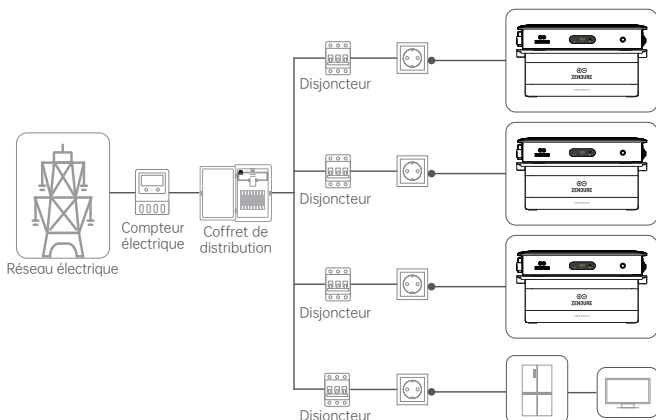 Disjoncteur
ZENDURE
Disjoncteur
ZENDURE
Réseau électrique
Compteur
électrique
Coffret de
distribution
Disjoncteur
ZENDURE
Disjoncteur